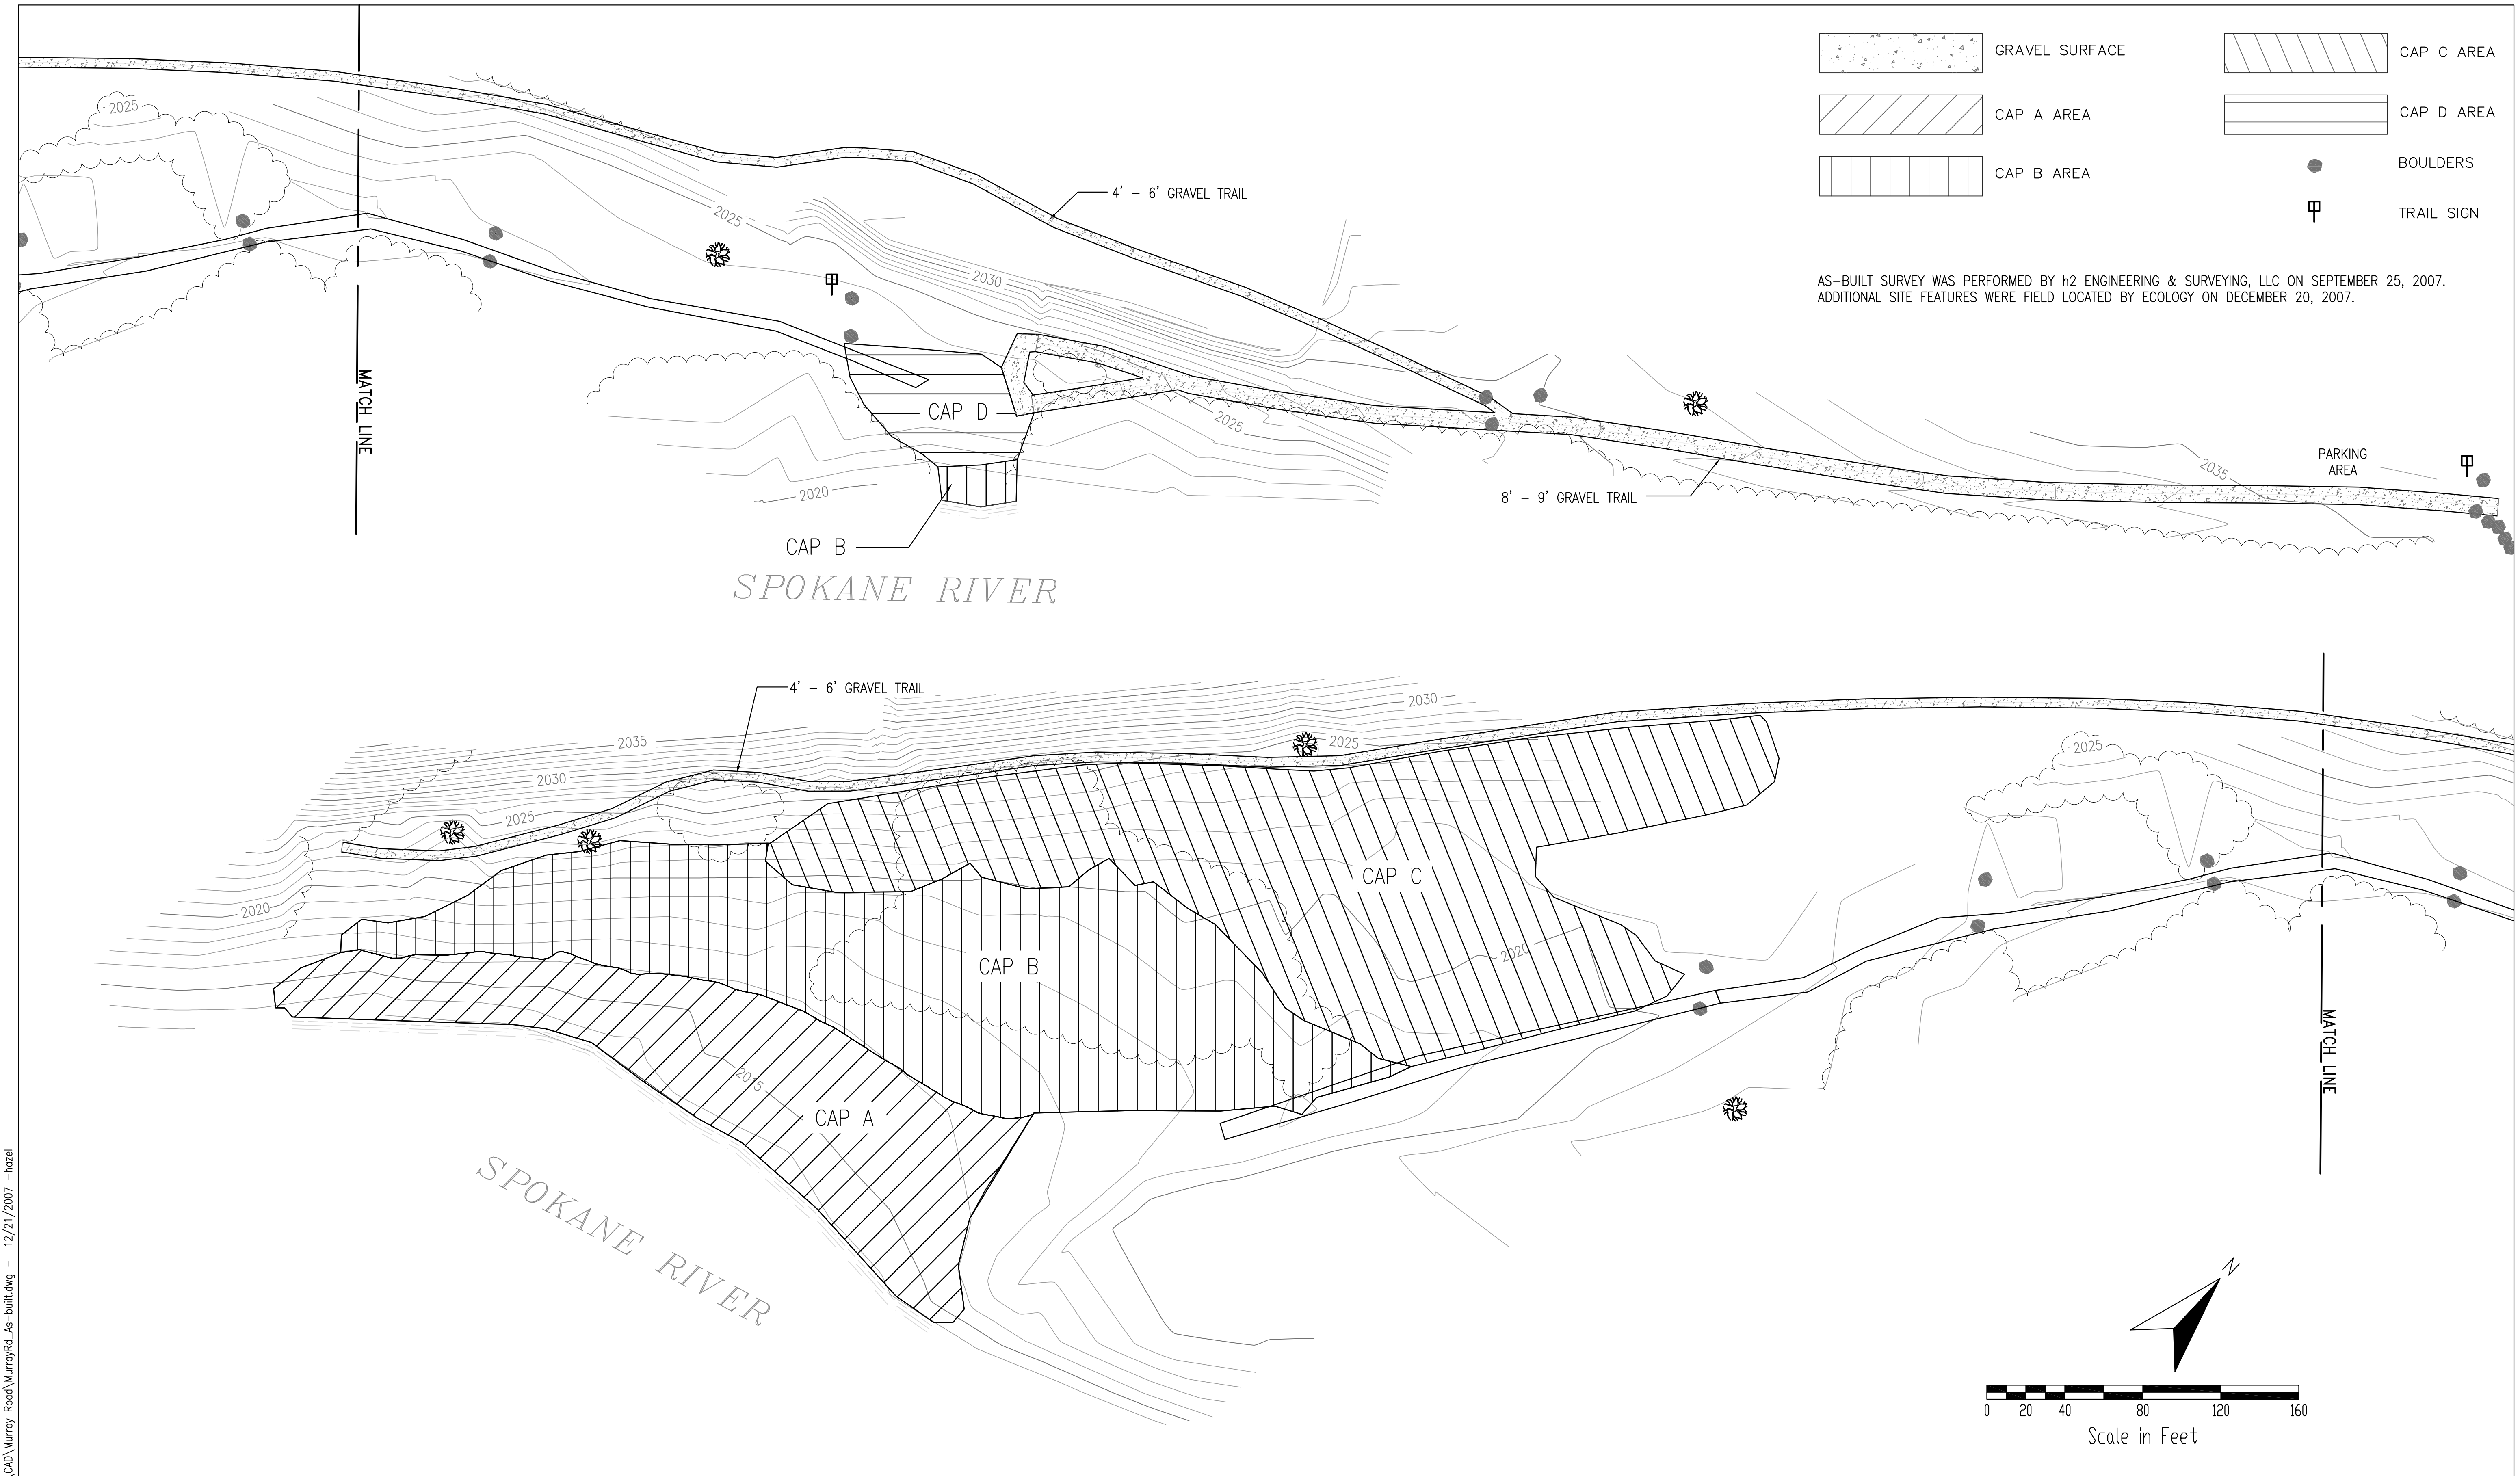 GRAVEL SURFACE
CAP A AREA
CAP B AREA
CAP C AREA
CAP D AREA
BOULDERS
TRAIL SIGN
AS-BUILT SURVEY WAS PERFORMED BY h2 ENGINEERING & SURVEYING, LLC ON SEPTEMBER 25, 2007.
ADDITIONAL SITE FEATURES WERE FIELD LOCATED BY ECOLOGY ON DECEMBER 20, 2007.
2025
MATCH LINE
2025
4' - 6' GRAVEL TRAIL
2030
CAP D
2025
2020
CAP B
8' - 9' GRAVEL TRAIL
PARKING
AREA
2035
SPOKANE RIVER
4' - 6' GRAVEL TRAIL
2030
2035
2025
2025
2030
2025
2020
CAP C
2020
CAP B
MATCH LINE
2015
CAP A
SPOKANE RIVER
N
0 20 40 80 120 160
Scale in Feet
\CAD\Murray Road\MurrayRd_As-built.dwg - 12/21/2007 -hazel